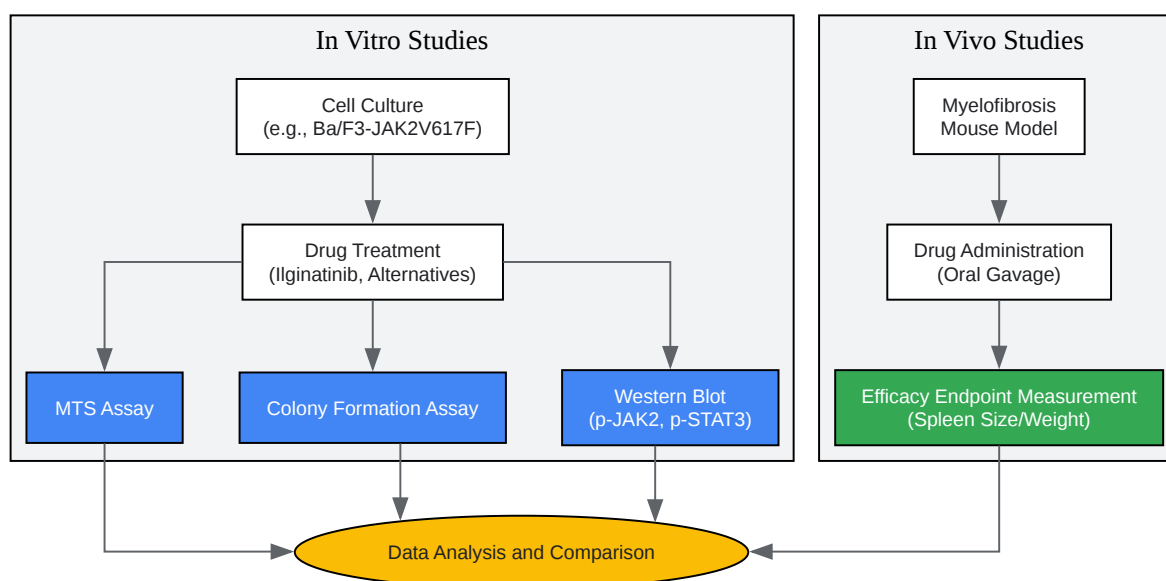 In Vitro Studies
Cell Culture
(e.g., Ba/F3-JAK2V617F)
Drug Treatment
(Ilginatinib, Alternatives)
MTS Assay
Colony Formation Assay
Western Blot
(p-JAK2, p-STAT3)
In Vivo Studies
Myelofibrosis
Mouse Model
Drug Administration
(Oral Gavage)
Efficacy Endpoint Measurement
(Spleen Size/Weight)
Data Analysis and Comparison